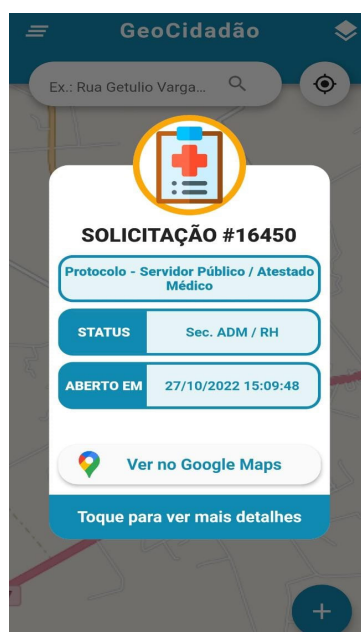 GeoCidadão
Ex.: Rua Getulio Varga...
SOLICITAÇÃO #16450
Protocolo - Servidor Público / Atestado
Médico
STATUS Sec. ADM / RH
ABERTO EM 27/10/2022 15:09:48
Ver no Google Maps
Toque para ver mais detalhes